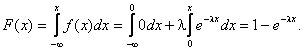 F(x) = ∫_{-∞}^{x} f(x)dx = ∫_{-∞}^{0} 0dx + λ∫_{0}^{x} e^{-λx} dx = 1 − e^{-λx}.